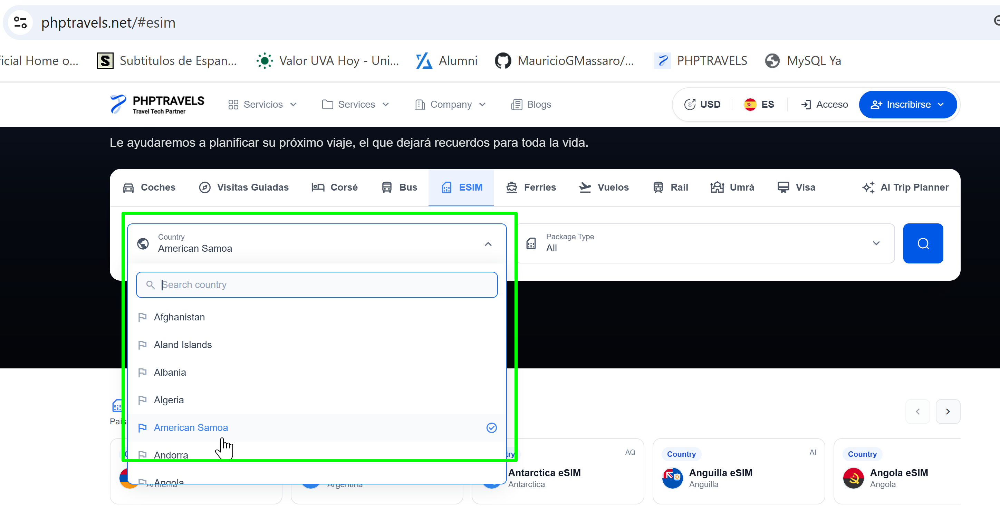 phptravels.net/#esim
ficial Home o...
Subtitulos de Espan...
Valor UVA Hoy - Uni...
Alumni
MauricioGMassaro/...
PHPTRAVELS
MySQL Ya
PHPTRAVELS
Travel Tech Partner
Servicios
Services
Company
Blogs
USD
ES
Acceso
Inscribirse
Le ayudaremos a planificar su próximo viaje, el que dejará recuerdos para toda la vida.
Coches
Visitas Guiadas
Corsé
Bus
ESIM
Ferries
Vuelos
Rail
Umrá
Visa
AI Trip Planner
Country
American Samoa
Package Type
All
Search country
Afghanistan
Aland Islands
Albania
Algeria
American Samoa
Andorra
Angola
Armenia
Argentina
AQ
Antarctica eSIM
Antarctica
Country
AI
Anguilla eSIM
Anguilla
Country
Angola eSIM
Angola